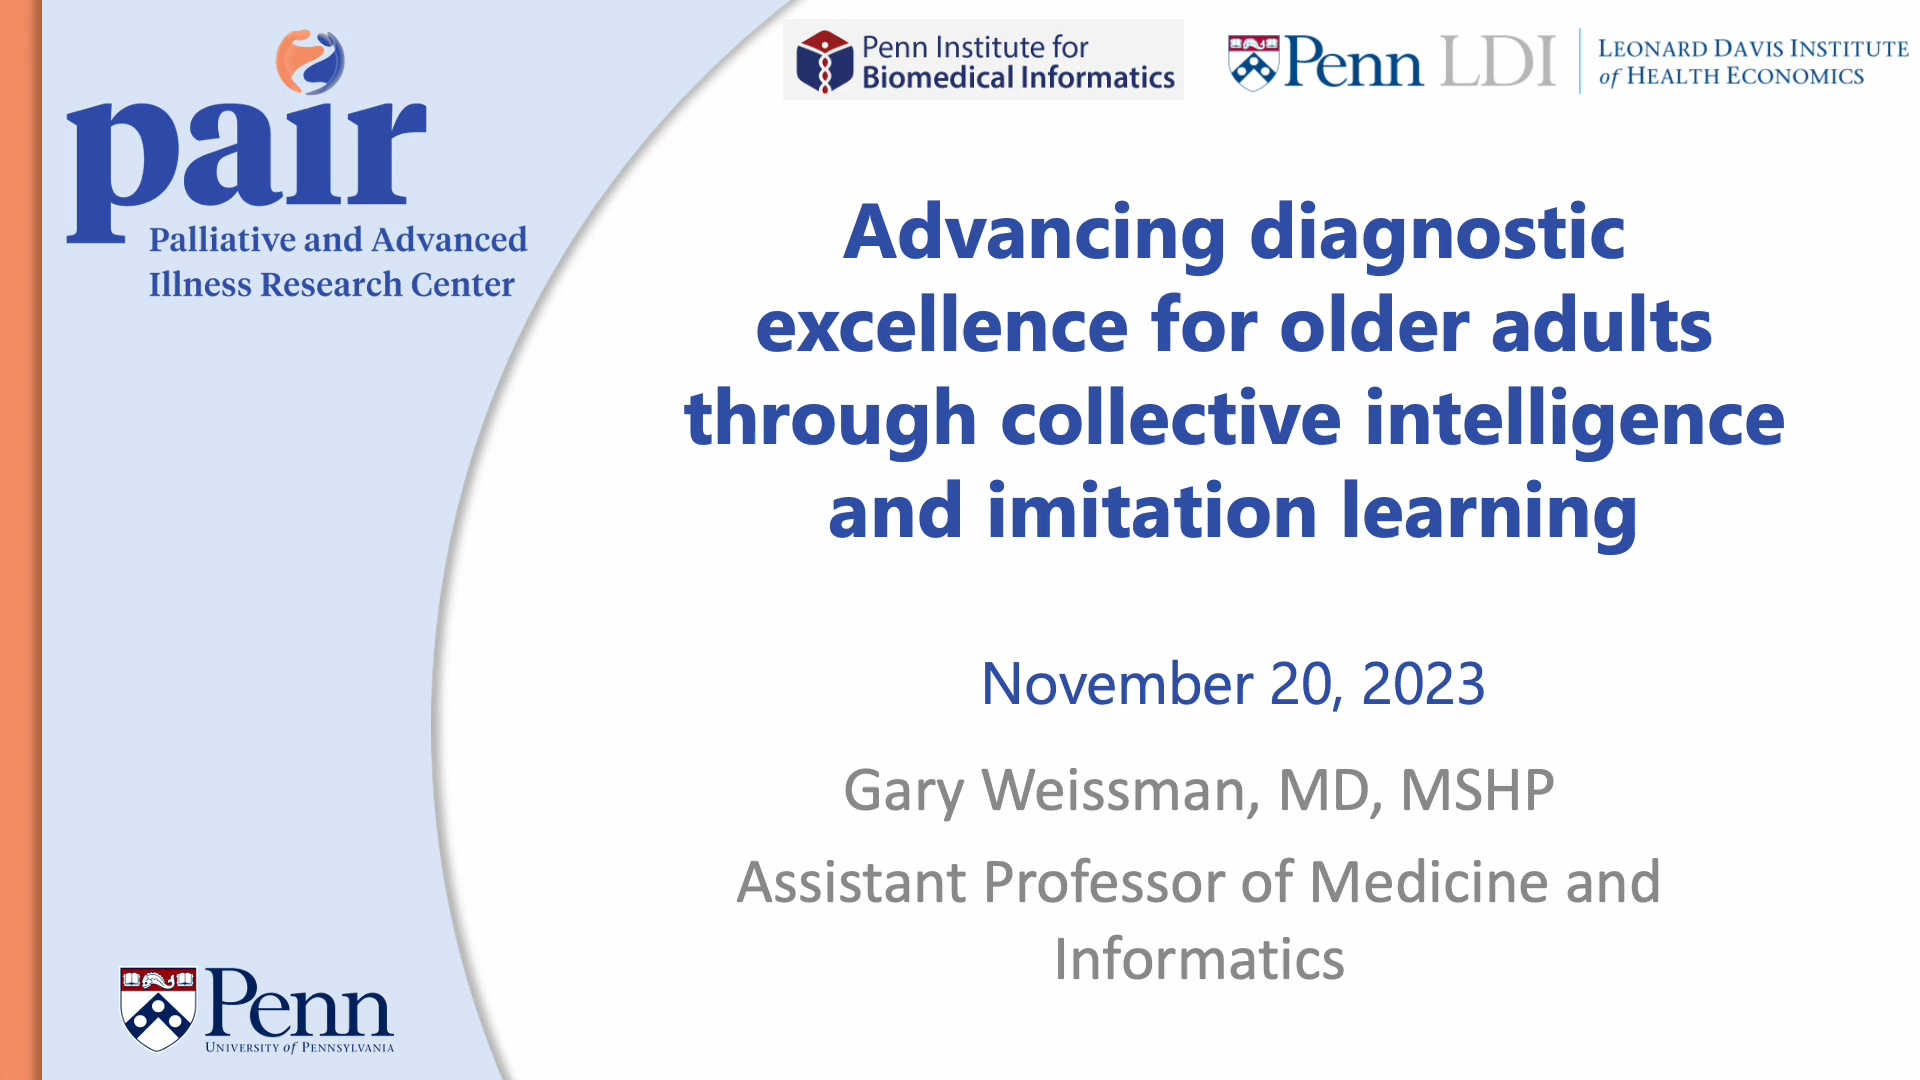 pair
Palliative and Advanced
Illness Research Center
Penn Institute for
Biomedical Informatics
Penn LDI
LEONARD DAVIS INSTITUTE
of HEALTH ECONOMICS
Advancing diagnostic
excellence for older adults
through collective intelligence
and imitation learning
November 20, 2023
Gary Weissman, MD, MSHP
Assistant Professor of Medicine and
Informatics
Penn
UNIVERSITY of PENNSYLVANIA